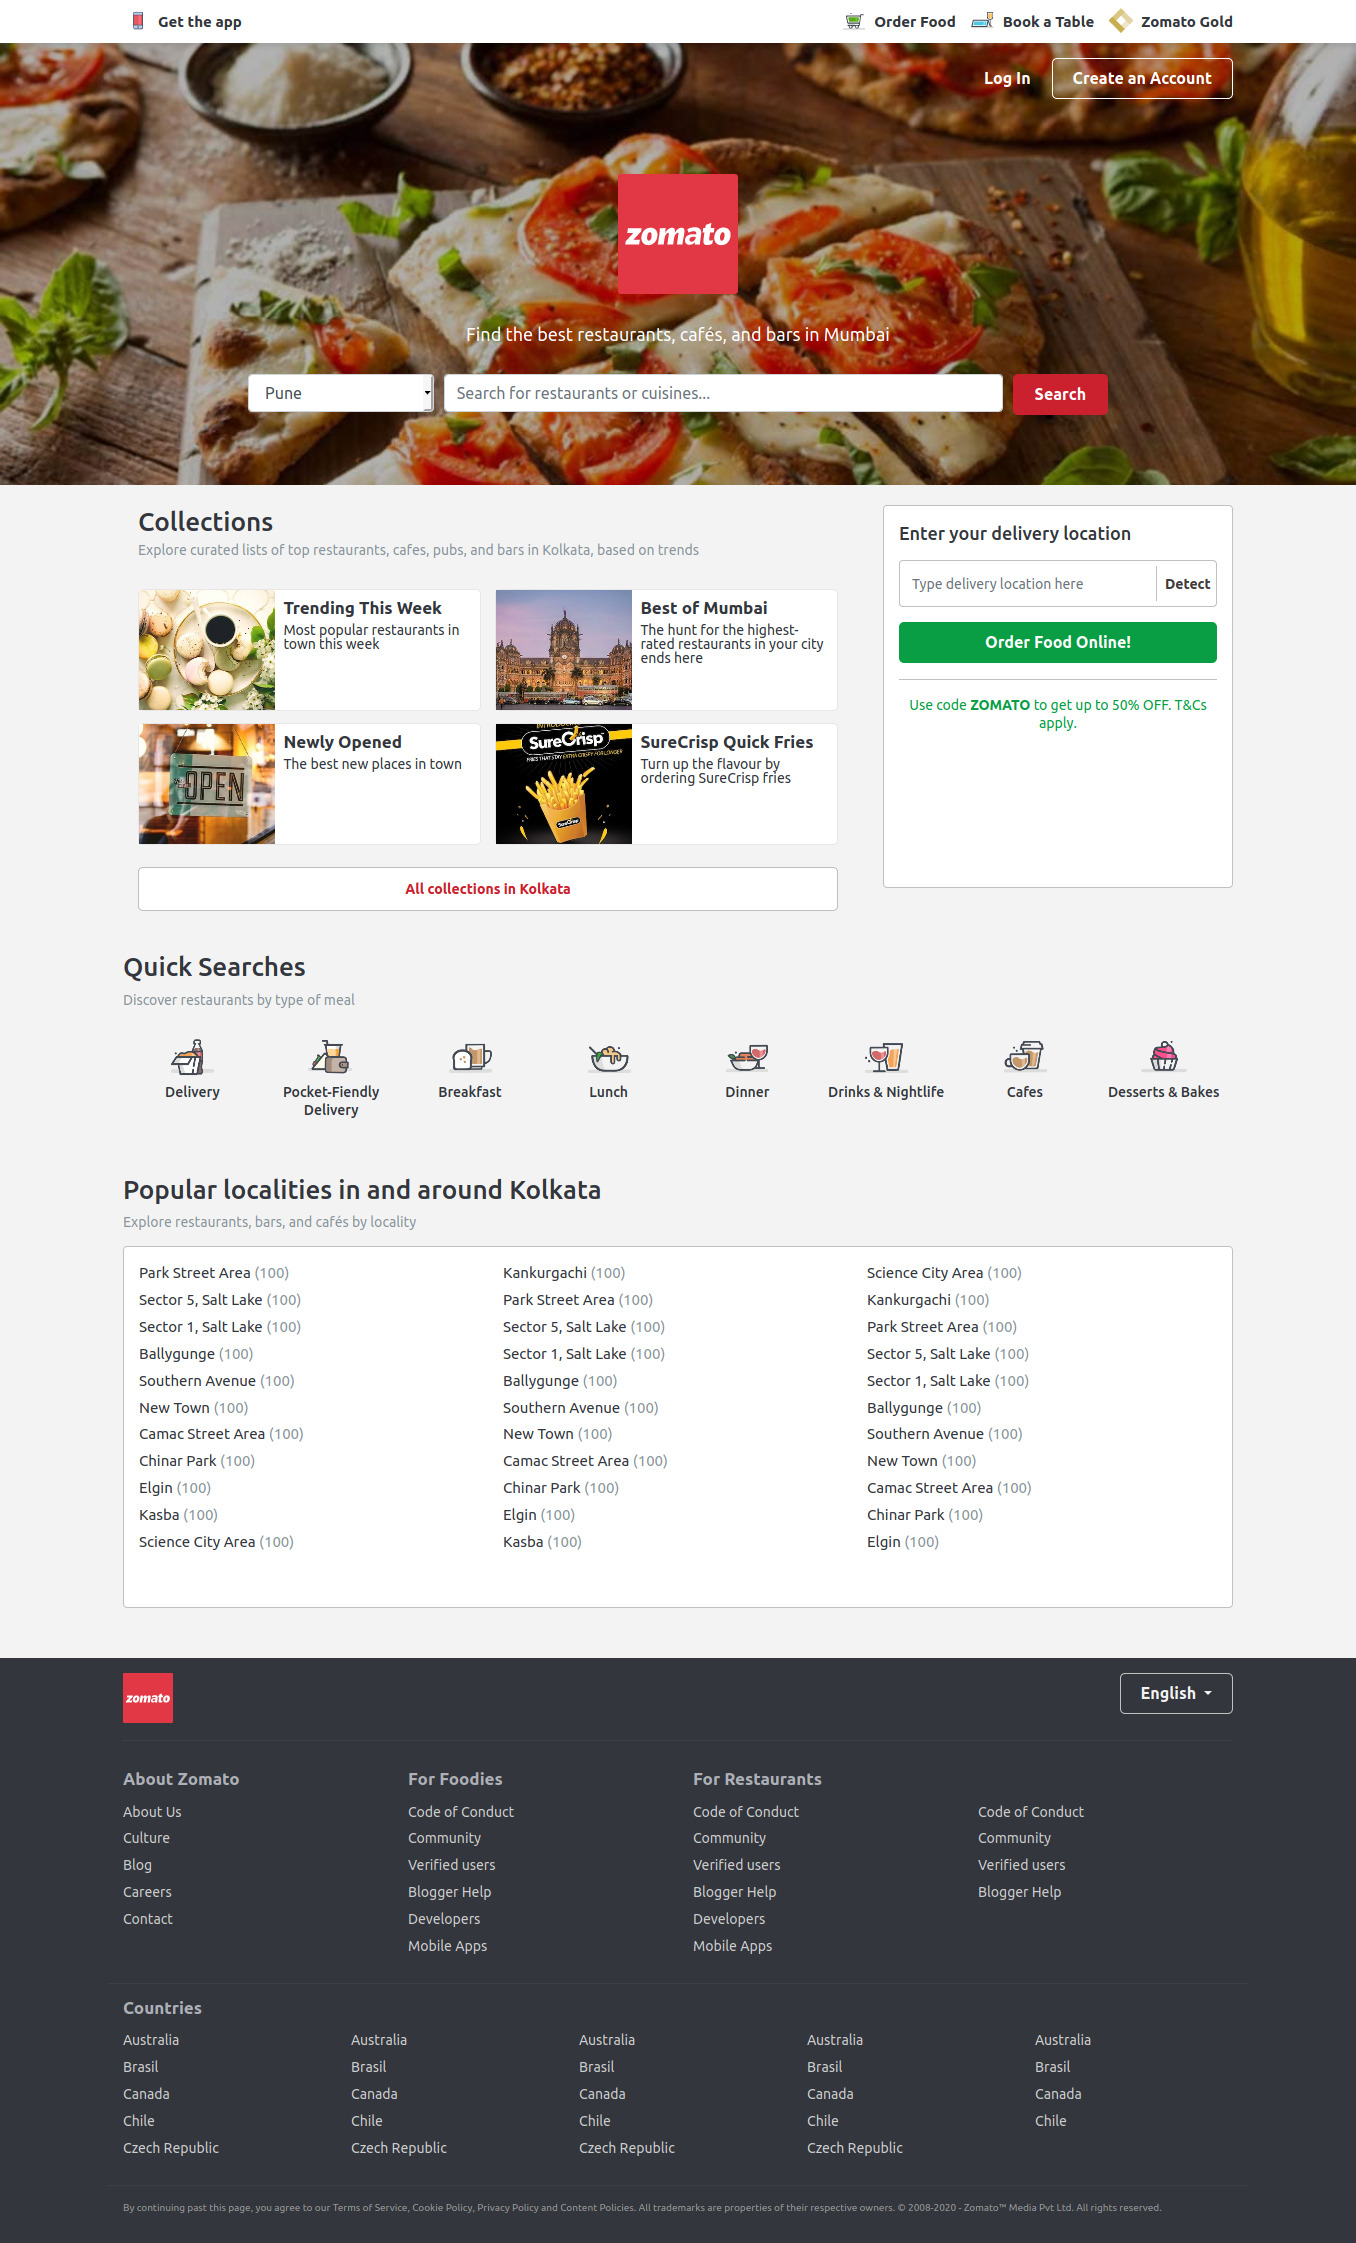 Get the app
Order Food
Book a Table
Zomato Gold
Log In
Create an Account
zomato
Find the best restaurants, cafés, and bars in Mumbai
Pune
Search for restaurants or cuisines...
Search
Collections
Explore curated lists of top restaurants, cafes, pubs, and bars in Kolkata, based on trends
Trending This Week
Most popular restaurants in
town this week
Best of Mumbai
The hunt for the highest-
rated restaurants in your city
ends here
OPEN
Newly Opened
The best new places in town
SureCrisp
FRIES THAT STAY EXTRA CRISPY FOR LONGER
SureCrisp
SureCrisp Quick Fries
Turn up the flavour by
ordering SureCrisp fries
All collections in Kolkata
Enter your delivery location
Type delivery location here
Detect
Order Food Online!
Use code ZOMATO to get up to 50% OFF. T&Cs
apply.
Quick Searches
Discover restaurants by type of meal
Delivery
Pocket-Fiendly
Delivery
Breakfast
Lunch
Dinner
Drinks & Nightlife
Cafes
Desserts & Bakes
Popular localities in and around Kolkata
Explore restaurants, bars, and cafés by locality
Park Street Area (100)
Sector 5, Salt Lake (100)
Sector 1, Salt Lake (100)
Ballygunge (100)
Southern Avenue (100)
New Town (100)
Camac Street Area (100)
Chinar Park (100)
Elgin (100)
Kasba (100)
Science City Area (100)
Kankurgachi (100)
Park Street Area (100)
Sector 5, Salt Lake (100)
Sector 1, Salt Lake (100)
Ballygunge (100)
Southern Avenue (100)
New Town (100)
Camac Street Area (100)
Chinar Park (100)
Elgin (100)
Kasba (100)
Science City Area (100)
Kankurgachi (100)
Park Street Area (100)
Sector 5, Salt Lake (100)
Sector 1, Salt Lake (100)
Ballygunge (100)
Southern Avenue (100)
New Town (100)
Camac Street Area (100)
Chinar Park (100)
Elgin (100)
zomato
English
About Zomato
About Us
Culture
Blog
Careers
Contact
For Foodies
Code of Conduct
Community
Verified users
Blogger Help
Developers
Mobile Apps
For Restaurants
Code of Conduct
Community
Verified users
Blogger Help
Developers
Mobile Apps
Code of Conduct
Community
Verified users
Blogger Help
Countries
Australia
Brasil
Canada
Chile
Czech Republic
Australia
Brasil
Canada
Chile
Czech Republic
Australia
Brasil
Canada
Chile
Czech Republic
Australia
Brasil
Canada
Chile
Czech Republic
Australia
Brasil
Canada
Chile
By continuing past this page, you agree to our Terms of Service, Cookie Policy, Privacy Policy and Content Policies. All trademarks are properties of their respective owners. © 2008-2020 - Zomato™ Media Pvt Ltd. All rights reserved.